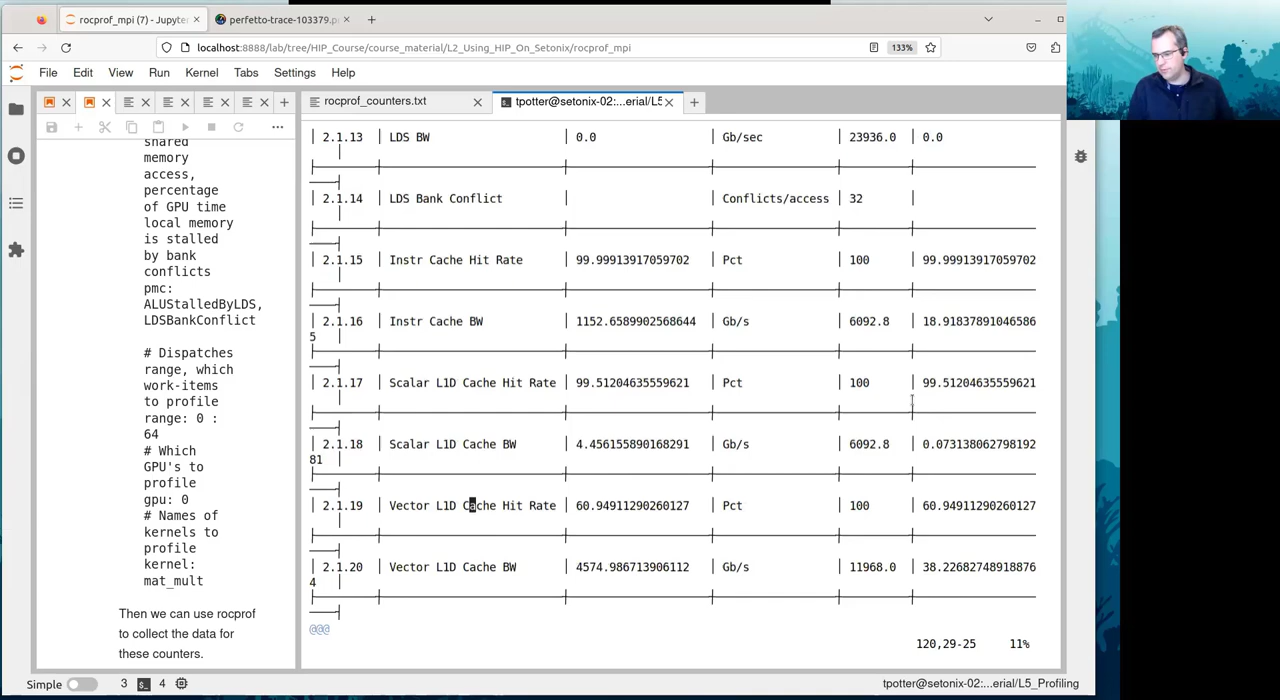 rocprof_mpi (7) - Jupyter
perfetto-trace-103379.p
localhost:8888/lab/tree/HIP_Course/course_material/L2_Using_HIP_On_Setonix/rocprof_mpi
133%
File Edit View Run Kernel Tabs Settings Help
rocprof_counters.txt
tpotter@setonix-02:...erial/L5
shared
memory
access,
percentage
of GPU time
local memory
is stalled
by bank
conflicts
pmc:
ALUStalledByLDS,
LDSBankConflict
# Dispatches
range, which
work-items
to profile
range: 0 :
64
# Which
GPU's to
profile
gpu: 0
# Names of
kernels to
profile
kernel:
mat_mult
Then we can use rocprof
to collect the data for
these counters.
2.1.13 | LDS BW | 0.0 | Gb/sec | 23936.0 | 0.0
2.1.14 | LDS Bank Conflict | | Conflicts/access | 32 |
2.1.15 | Instr Cache Hit Rate | 99.99913917059702 | Pct | 100 | 99.99913917059702
2.1.16 | Instr Cache BW | 1152.6589902568644 | Gb/s | 6092.8 | 18.91837891046586
5
2.1.17 | Scalar L1D Cache Hit Rate | 99.51204635559621 | Pct | 100 | 99.51204635559621
2.1.18 | Scalar L1D Cache BW | 4.456155890168291 | Gb/s | 6092.8 | 0.073138062798192
81
2.1.19 | Vector L1D Cache Hit Rate | 60.94911290260127 | Pct | 100 | 60.94911290260127
2.1.20 | Vector L1D Cache BW | 4574.986713906112 | Gb/s | 11968.0 | 38.22682748918876
4
@@@
120,29-25 11%
Simple 3 4 tpotter@setonix-02:...erial/L5_Profiling